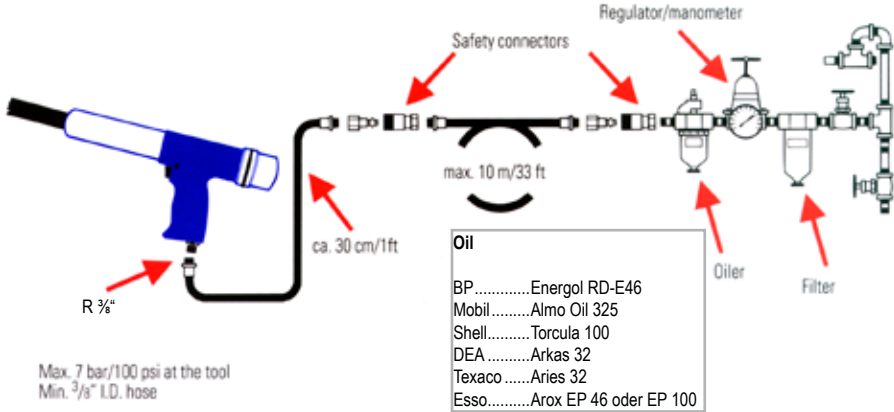 Regulator/manometer
Safety connectors
max. 10 m/33 ft
ca. 30 cm/1ft
Oiler
Filter
R ⅜“
Oil
BP.............Energol RD-E46
Mobil.........Almo Oil 325
Shell..........Torcula 100
DEA..........Arkas 32
Texaco......Aries 32
Esso..........Arox EP 46 oder EP 100
Max. 7 bar/100 psi at the tool
Min. ³/₈" I.D. hose